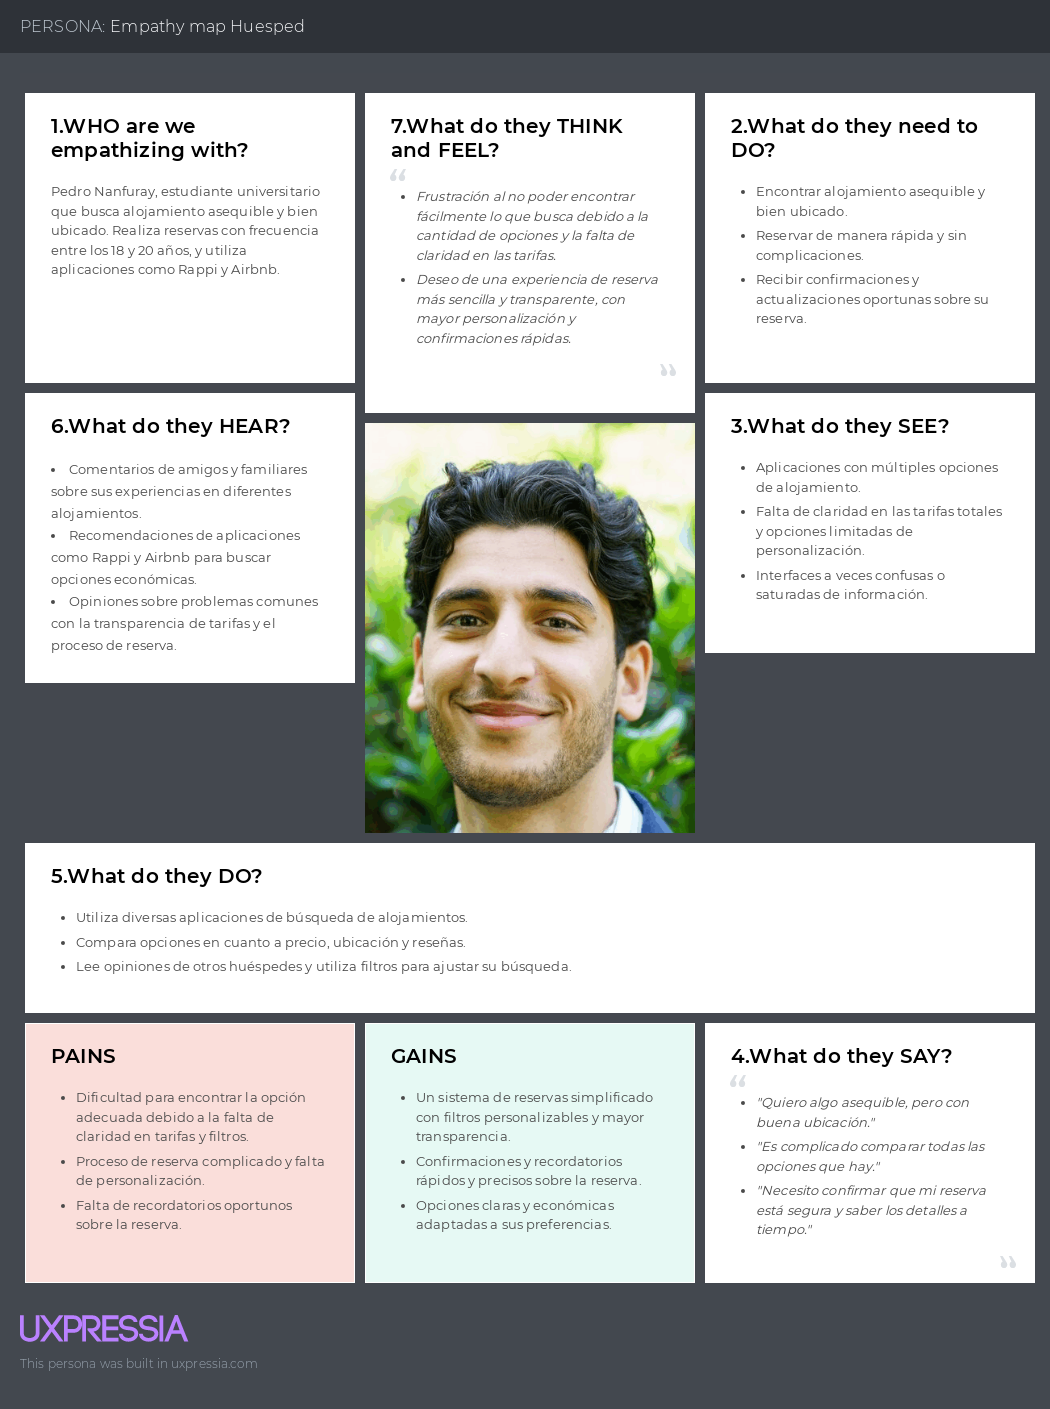 PERSONA: Empathy map Huesped
1.WHO are we
empathizing with?
Pedro Nanfuray, estudiante universitario
que busca alojamiento asequible y bien
ubicado. Realiza reservas con frecuencia
entre los 18 y 20 años, y utiliza
aplicaciones como Rappi y Airbnb.
7.What do they THINK
and FEEL?
“
• Frustración al no poder encontrar
fácilmente lo que busca debido a la
cantidad de opciones y la falta de
claridad en las tarifas.
• Deseo de una experiencia de reserva
más sencilla y transparente, con
mayor personalización y
confirmaciones rápidas.
”
2.What do they need to
DO?
• Encontrar alojamiento asequible y
bien ubicado.
• Reservar de manera rápida y sin
complicaciones.
• Recibir confirmaciones y
actualizaciones oportunas sobre su
reserva.
6.What do they HEAR?
• Comentarios de amigos y familiares
sobre sus experiencias en diferentes
alojamientos.
• Recomendaciones de aplicaciones
como Rappi y Airbnb para buscar
opciones económicas.
• Opiniones sobre problemas comunes
con la transparencia de tarifas y el
proceso de reserva.
3.What do they SEE?
• Aplicaciones con múltiples opciones
de alojamiento.
• Falta de claridad en las tarifas totales
y opciones limitadas de
personalización.
• Interfaces a veces confusas o
saturadas de información.
5.What do they DO?
• Utiliza diversas aplicaciones de búsqueda de alojamientos.
• Compara opciones en cuanto a precio, ubicación y reseñas.
• Lee opiniones de otros huéspedes y utiliza filtros para ajustar su búsqueda.
PAINS
• Dificultad para encontrar la opción
adecuada debido a la falta de
claridad en tarifas y filtros.
• Proceso de reserva complicado y falta
de personalización.
• Falta de recordatorios oportunos
sobre la reserva.
GAINS
• Un sistema de reservas simplificado
con filtros personalizables y mayor
transparencia.
• Confirmaciones y recordatorios
rápidos y precisos sobre la reserva.
• Opciones claras y económicas
adaptadas a sus preferencias.
4.What do they SAY?
“
• "Quiero algo asequible, pero con
buena ubicación."
• "Es complicado comparar todas las
opciones que hay."
• "Necesito confirmar que mi reserva
está segura y saber los detalles a
tiempo."
”
UXPRESSIA
This persona was built in uxpressia.com